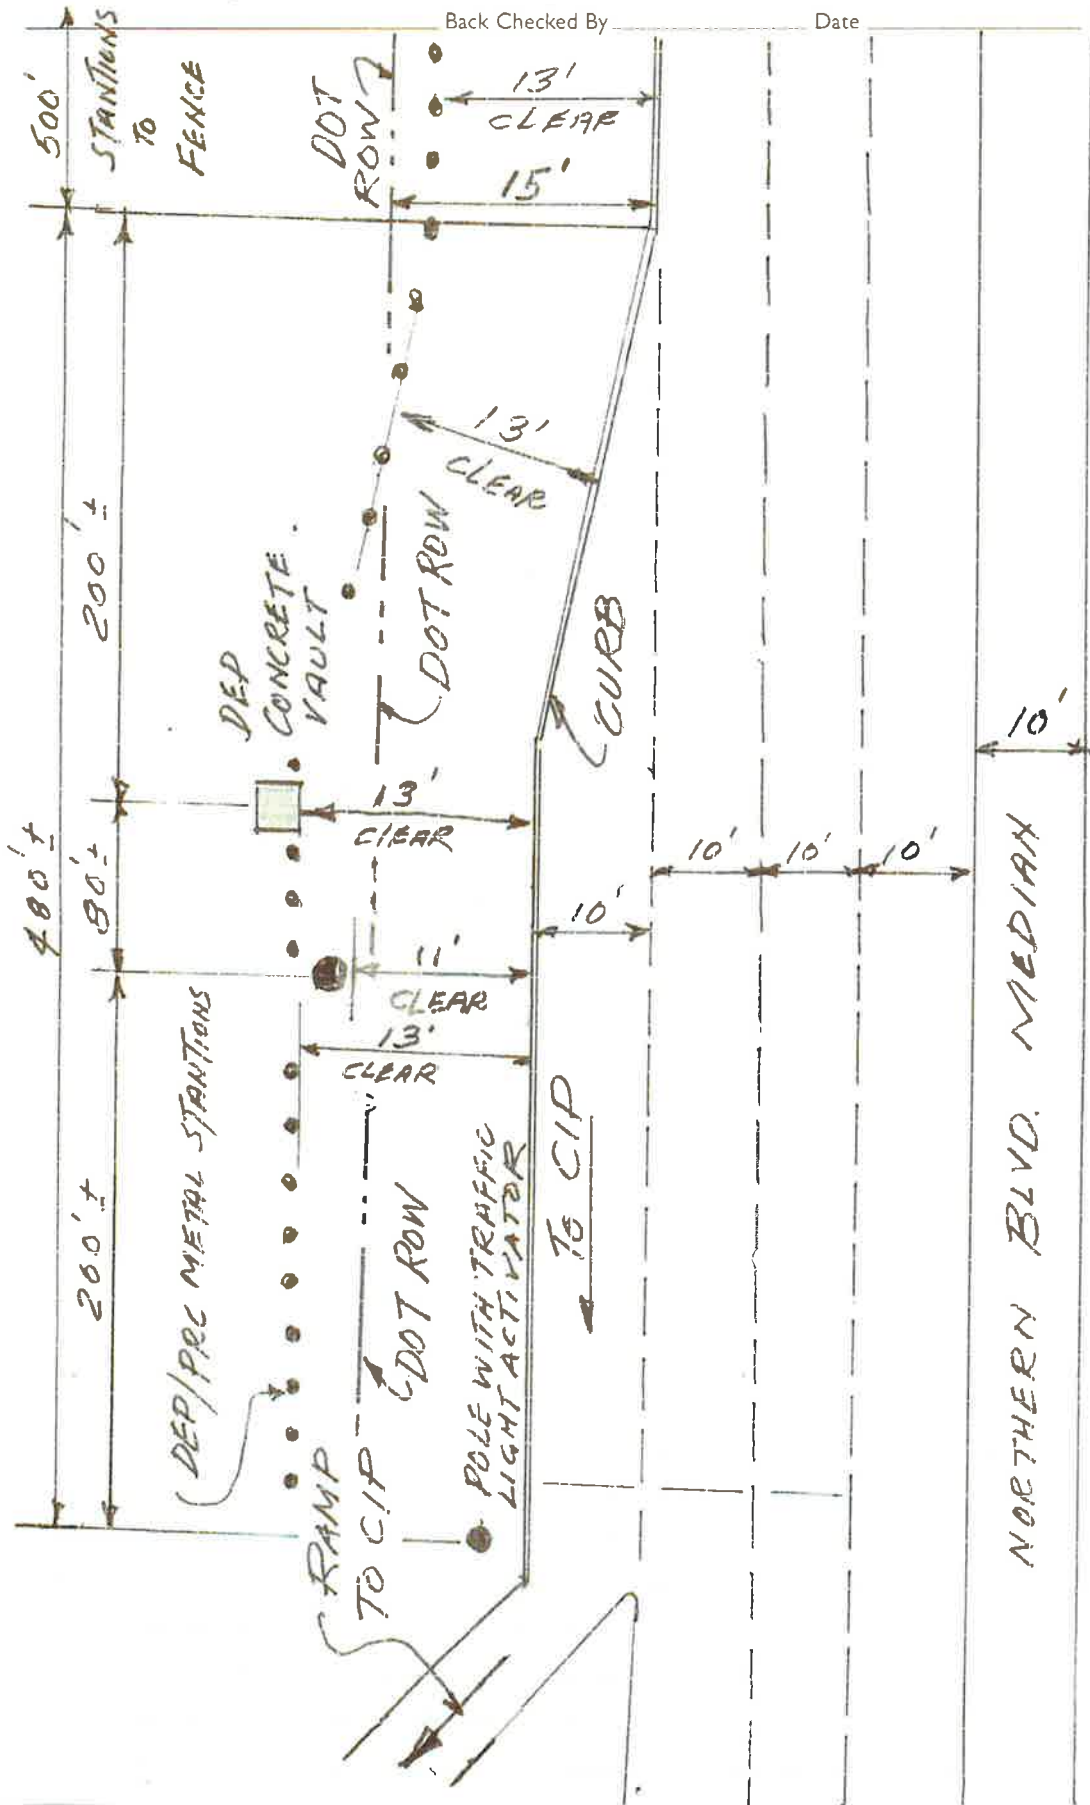 Back Checked By
Date
500'
STANTIONS
TO
FENCE
DOT
ROW
13'
CLEAR
15'
13'
CLEAR
200' ±
DEP
CONCRETE
VAULT
DOT ROW
CURB
10'
13'
CLEAR
480' ±
80' ±
10'
10'
10'
10'
11'
CLEAR
13'
CLEAR
DEP/PRC METAL STANTIONS
200' ±
DOT ROW
POLE WITH TRAFFIC
LIGHT ACTIVATOR
TO CIP
RAMP
TO CIP
NORTHERN BLVD. MEDIAN